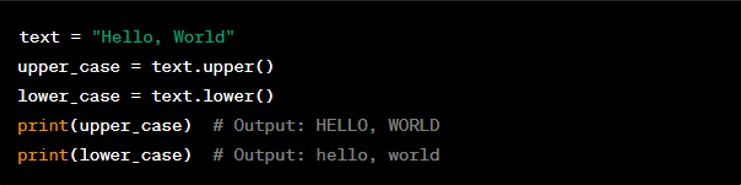 text = "Hello, World"
upper_case = text.upper()
lower_case = text.lower()
print(upper_case)  # Output: HELLO, WORLD
print(lower_case)  # Output: hello, world